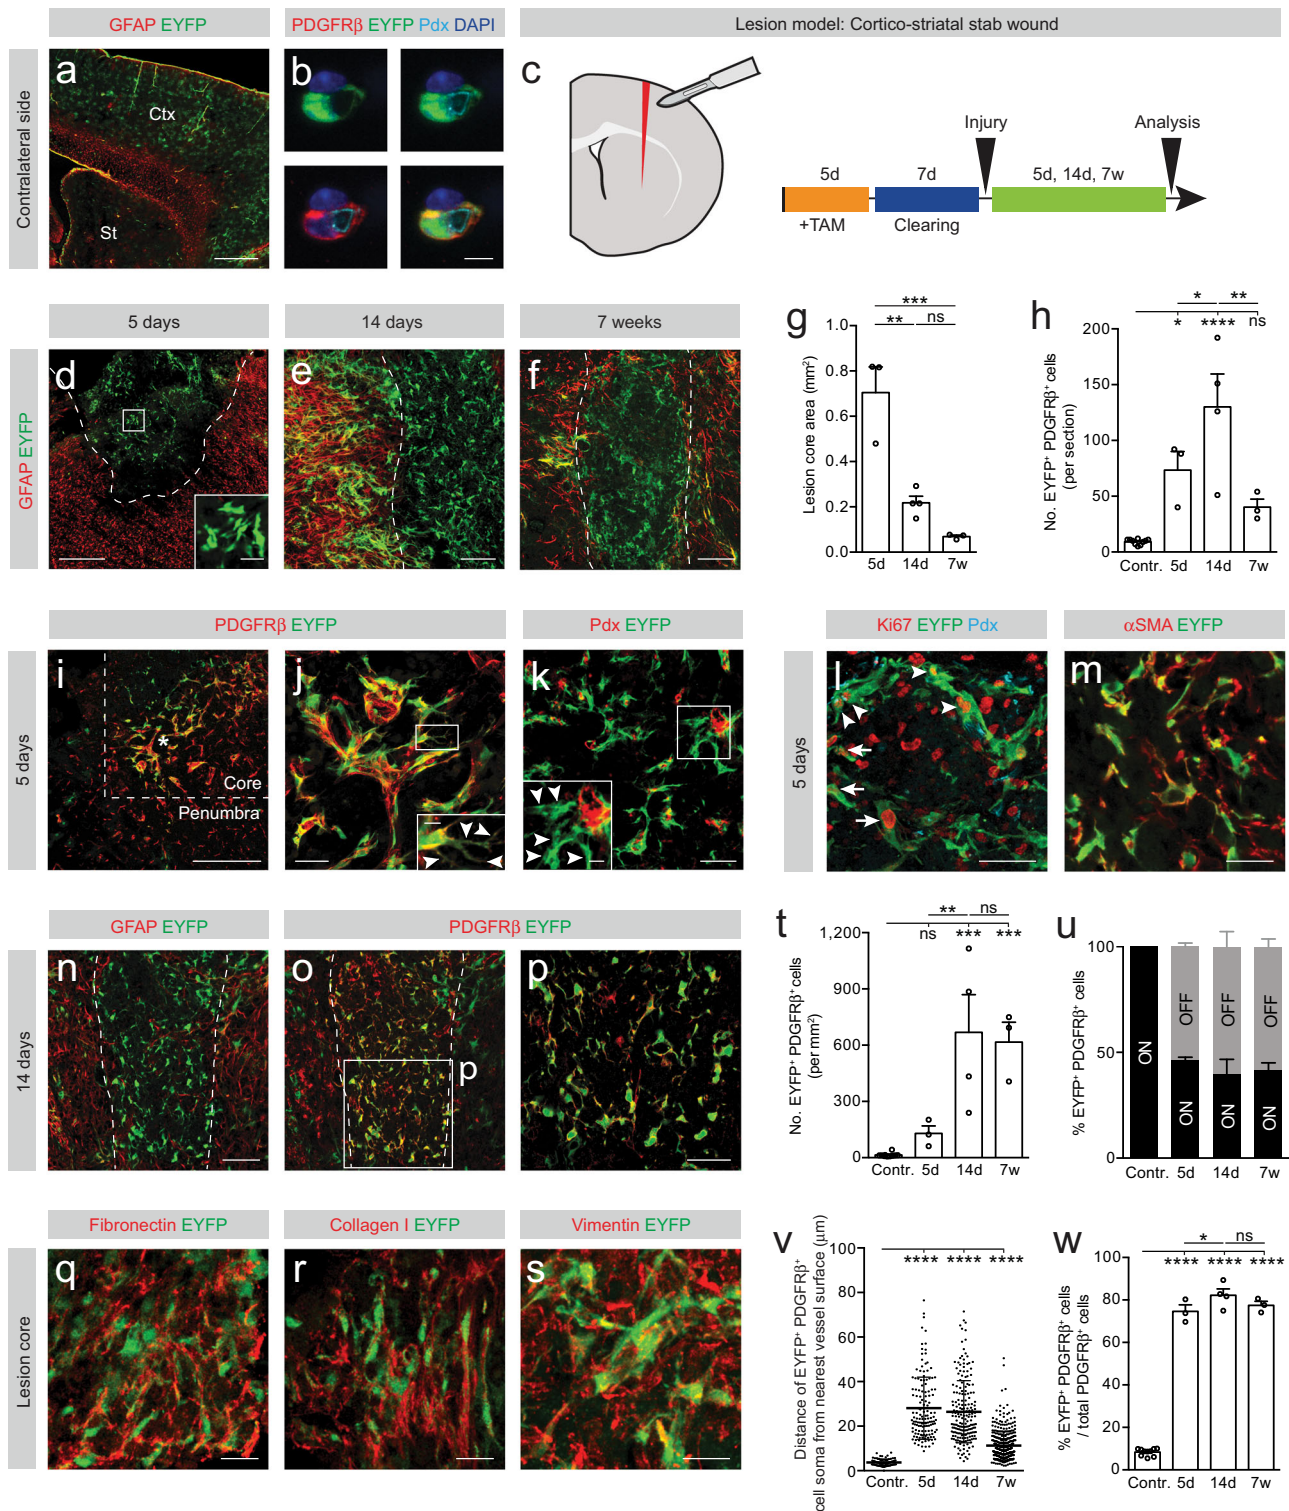 GFAP EYFP
PDGFRβ EYFP Pdx DAPI
Lesion model: Cortico-striatal stab wound
Contralateral side
a
Ctx
St
b
c
Injury
Analysis
5d
7d
5d, 14d, 7w
+TAM
Clearing
5 days
14 days
7 weeks
GFAP EYFP
d
e
f
g
Lesion core area (mm²)
1.0
0.8
0.6
0.4
0.2
0.0
***
** ns
5d 14d 7w
h
No. EYFP⁺ PDGFRβ⁺ cells
(per section)
200
150
100
50
0
* **
* **** ns
Contr. 5d 14d 7w
PDGFRβ EYFP
Pdx EYFP
Ki67 EYFP Pdx
αSMA EYFP
5 days
i
*
Core
Penumbra
j
k
5 days
l
m
GFAP EYFP
PDGFRβ EYFP
14 days
n
o
p
p
t
No. EYFP⁺ PDGFRβ⁺ cells
(per mm²)
1,200
900
600
300
0
** ns
ns *** ***
Contr. 5d 14d 7w
u
% EYFP⁺ PDGFRβ⁺ cells
100
50
0
OFF OFF OFF
ON ON ON ON
Contr. 5d 14d 7w
Fibronectin EYFP
Collagen I EYFP
Vimentin EYFP
Lesion core
q
r
s
v
Distance of EYFP⁺ PDGFRβ⁺
cell soma from nearest vessel surface (µm)
100
80
60
40
20
0
**** **** ****
Contr. 5d 14d 7w
w
% EYFP⁺ PDGFRβ⁺ cells
/ total PDGFRβ⁺ cells
100
80
60
40
20
0
* ns
**** **** ****
Contr. 5d 14d 7w